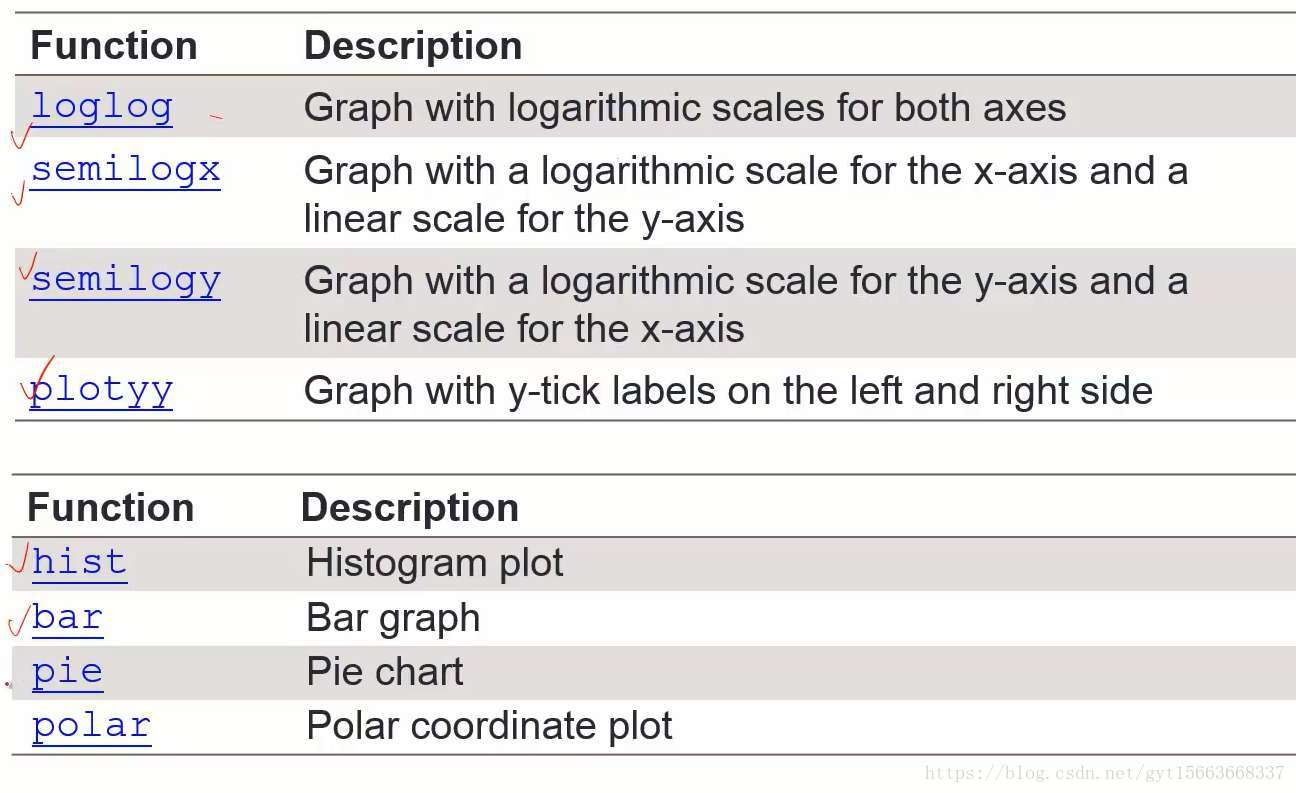 Function Description
loglog Graph with logarithmic scales for both axes
semilogx Graph with a logarithmic scale for the x-axis and a
linear scale for the y-axis
semilogy Graph with a logarithmic scale for the y-axis and a
linear scale for the x-axis
plotyy Graph with y-tick labels on the left and right side
Function Description
hist Histogram plot
bar Bar graph
pie Pie chart
polar Polar coordinate plot
https://blog.csdn.net/gyt15663668337